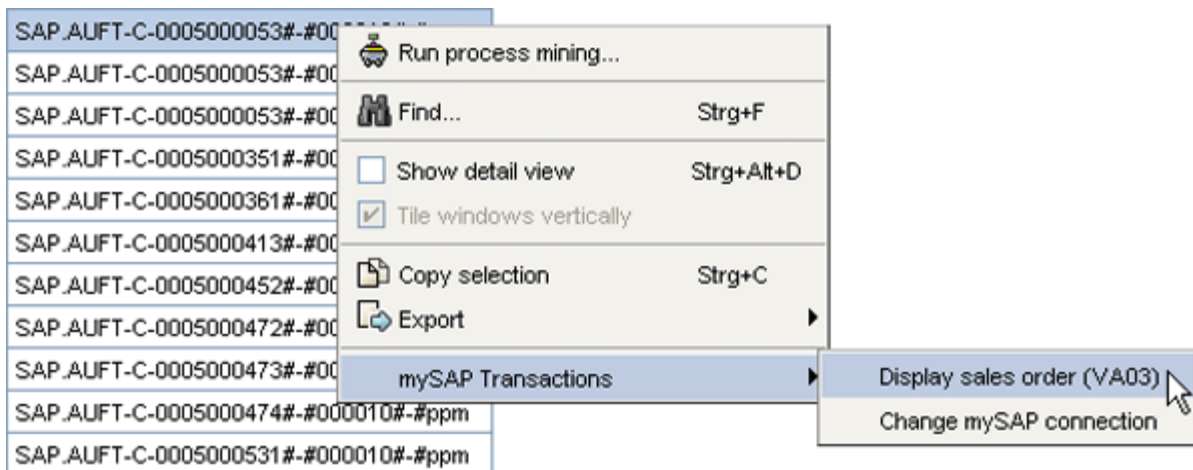 SAP.AUFT-C-0005000053#-#00
SAP.AUFT-C-0005000053#-#00
SAP.AUFT-C-0005000053#-#00
SAP.AUFT-C-0005000351#-#00
SAP.AUFT-C-0005000361#-#00
SAP.AUFT-C-0005000413#-#00
SAP.AUFT-C-0005000452#-#00
SAP.AUFT-C-0005000472#-#00
SAP.AUFT-C-0005000473#-#00
SAP.AUFT-C-0005000474#-#000010#-#ppm
SAP.AUFT-C-0005000531#-#000010#-#ppm
Run process mining...
Find... Strg+F
Show detail view Strg+Alt+D
Tile windows vertically
Copy selection Strg+C
Export
mySAP Transactions
Display sales order (VA03)
Change mySAP connection